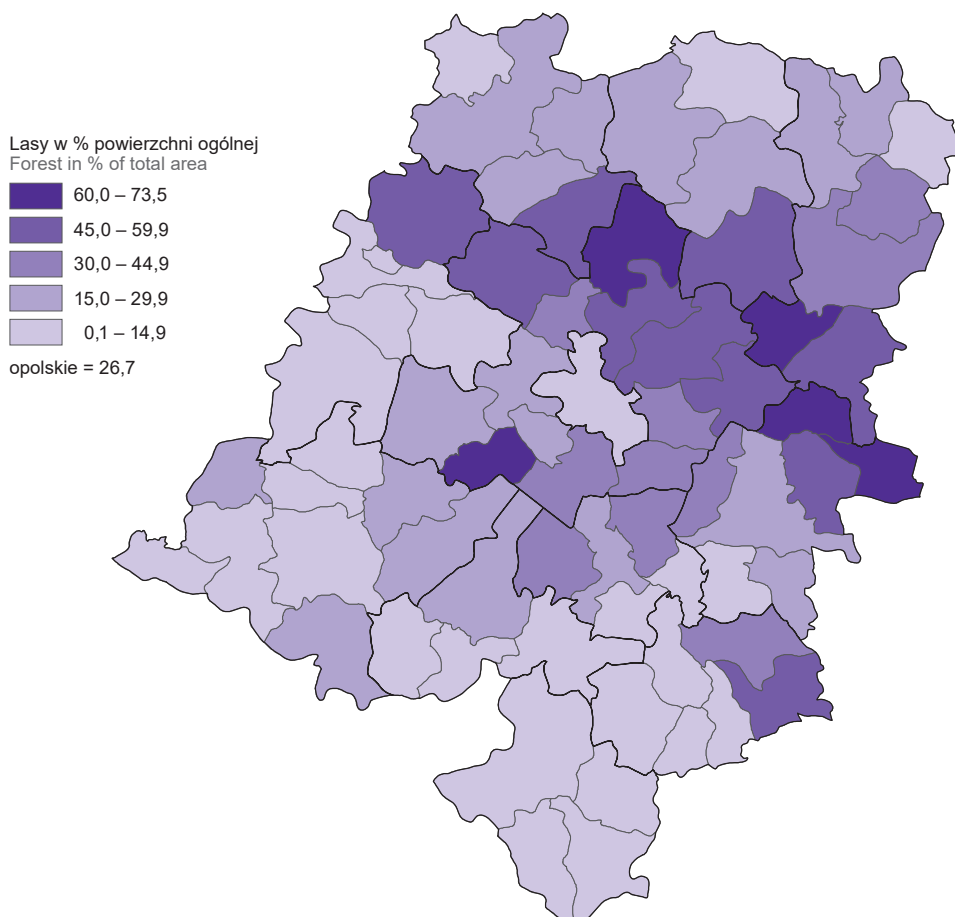 Lasy w % powierzchni ogólnej
Forest in % of total area
60,0 – 73,5
45,0 – 59,9
30,0 – 44,9
15,0 – 29,9
0,1 – 14,9
opolskie = 26,7